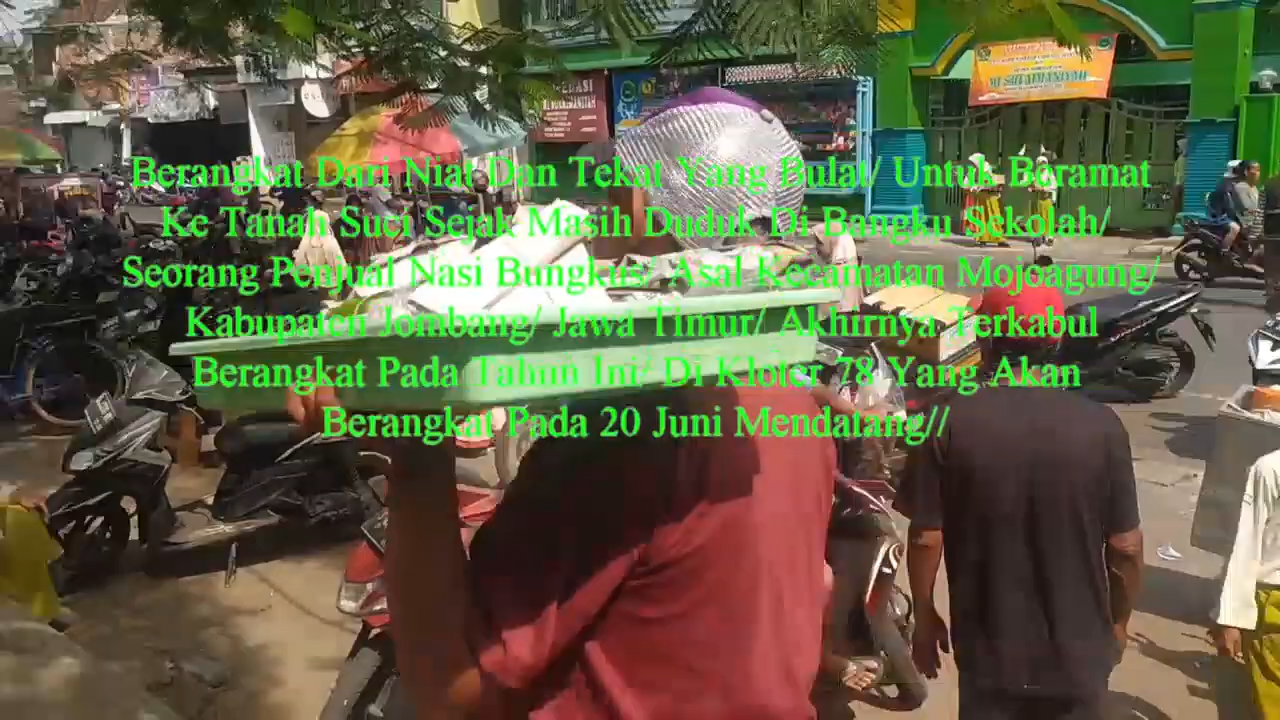 MI SULAIMANIYAH
Berangkat Dari Niat Dan Tekat Yang Bulat/ Untuk Beramat
Ke Tanah Suci Sejak Masih Duduk Di Bangku Sekolah/
Seorang Penjual Nasi Bungkus/ Asal Kecamatan Mojoagung/
Kabupaten Jombang/ Jawa Timur/ Akhirnya Terkabul
Berangkat Pada Tahun Ini/ Di Kloter 78 Yang Akan
Berangkat Pada 20 Juni Mendatang//